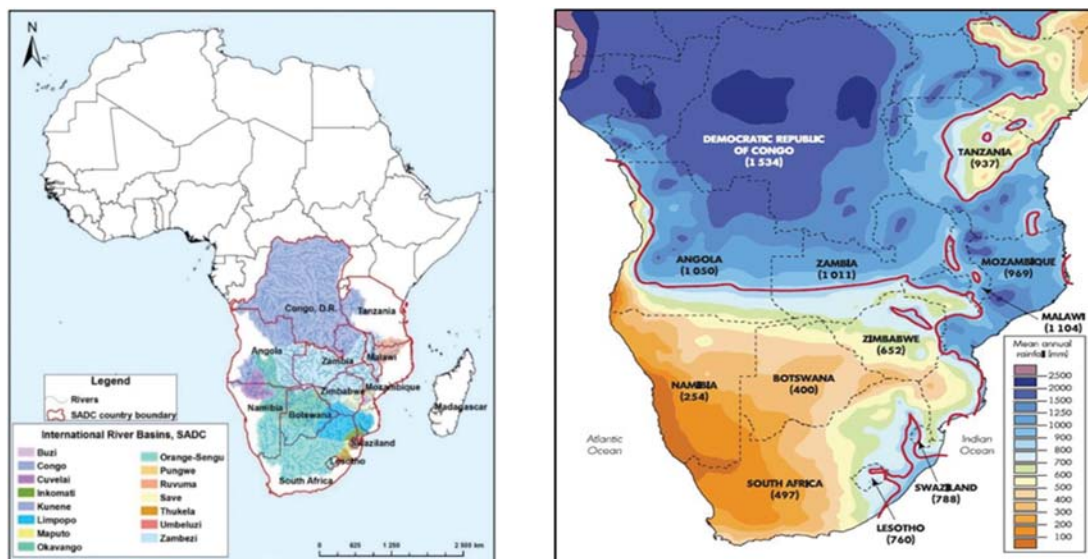 N
Congo, D.R.
Tanzania
Angola
Zambia
Malawi
Zimbabwe
Mozambique
Namibia
Botswana
Madagascar
Swaziland
Lesotho
South Africa
Legend
Rivers
SADC country boundary
International River Basins, SADC
Buzi
Congo
Cuvelai
Inkomati
Kunene
Limpopo
Maputo
Okavango
Orange-Sengu
Pungwe
Ruvuma
Save
Thukela
Umbeluzi
Zambezi
0 625 1 250 2 500 km
DEMOCRATIC REPUBLIC
OF CONGO
(1 534)
TANZANIA
(937)
ANGOLA
(1 050)
ZAMBIA
(1 011)
MOZAMBIQUE
(969)
MALAWI
(1 104)
ZIMBABWE
(652)
NAMIBIA
(254)
BOTSWANA
(400)
Atlantic
Ocean
Indian
Ocean
SOUTH AFRICA
(497)
SWAZILAND
(788)
LESOTHO
(760)
Mean annual
rainfall (mm)
2500
2000
1500
1250
1000
900
800
700
600
500
400
300
200
100